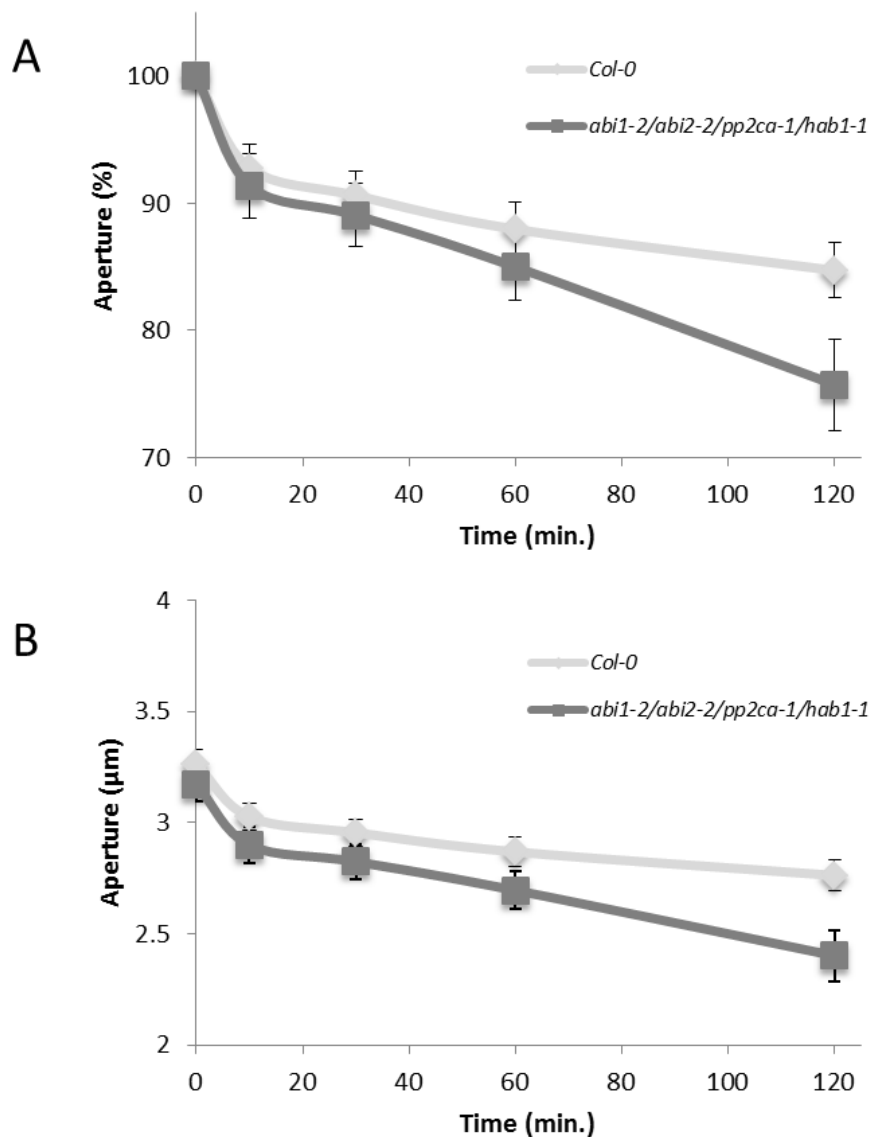 A
Col-0
abi1-2/abi2-2/pp2ca-1/hab1-1
100
90
80
70
Aperture (%)
0 20 40 60 80 100 120
Time (min.)
B
Col-0
abi1-2/abi2-2/pp2ca-1/hab1-1
4
3.5
3
2.5
2
Aperture (µm)
0 20 40 60 80 100 120
Time (min.)